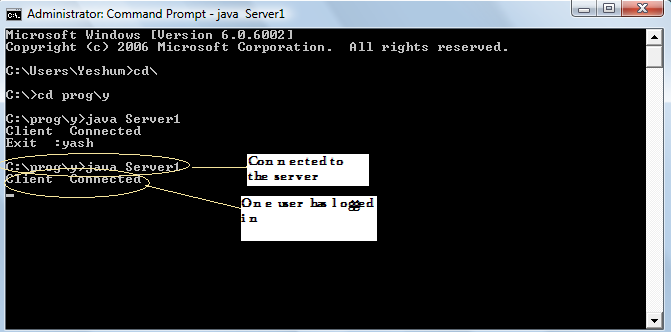 Administrator: Command Prompt - java  Server1
Microsoft Windows [Version 6.0.6002]
Copyright (c) 2006 Microsoft Corporation.  All rights reserved.
C:\Users\Yeshum>cd\
C:\>cd prog\y
C:\prog\y>java Server1
Client  Connected
Exit  :yash
C:\prog\y>java Server1
Client  Connected
Connected to
the server
One user has loged
in